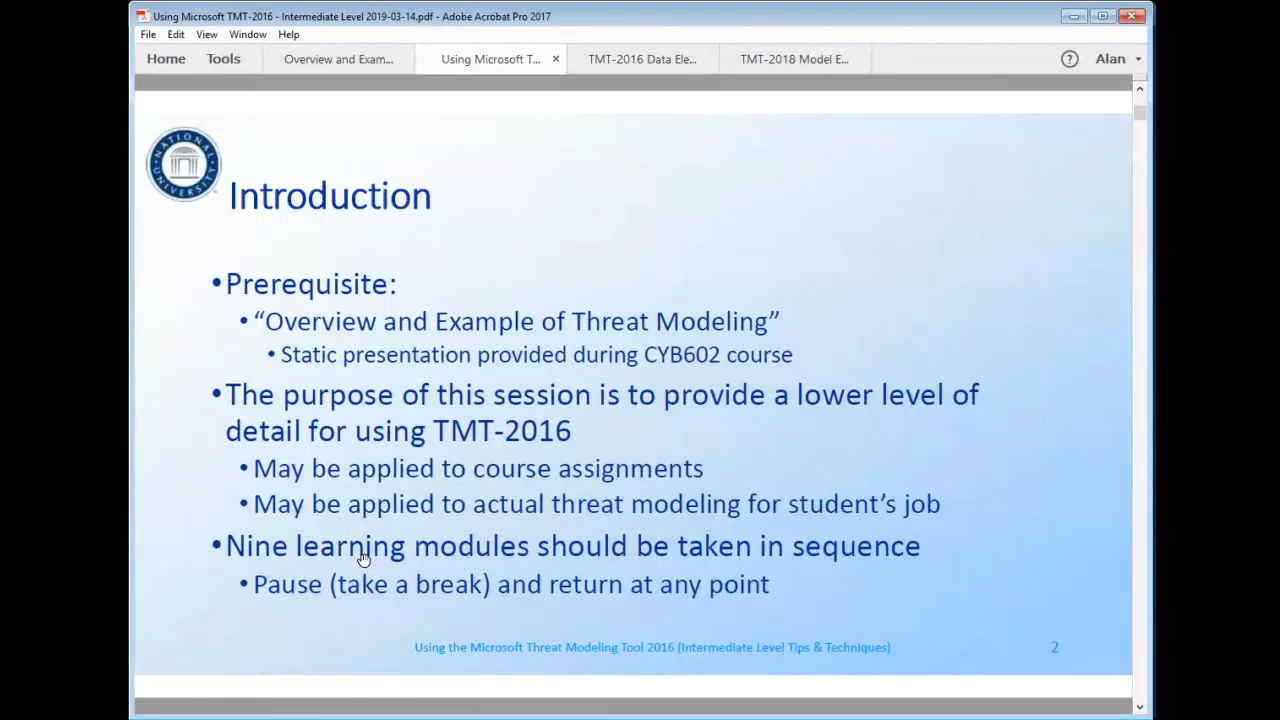 Using Microsoft TMT-2016 - Intermediate Level 2019-03-14.pdf - Adobe Acrobat Pro 2017
File Edit View Window Help
Home Tools Overview and Exam... Using Microsoft T... × TMT-2016 Data Ele... TMT-2018 Model E... ? Alan
NATIONAL UNIVERSITY
Introduction
•Prerequisite:
•“Overview and Example of Threat Modeling”
•Static presentation provided during CYB602 course
•The purpose of this session is to provide a lower level of
detail for using TMT-2016
•May be applied to course assignments
•May be applied to actual threat modeling for student’s job
•Nine learning modules should be taken in sequence
•Pause (take a break) and return at any point
Using the Microsoft Threat Modeling Tool 2016 (Intermediate Level Tips & Techniques) 2